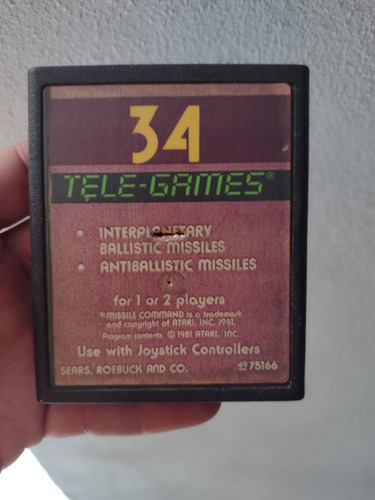 34
TELE-GAMES®
• INTERPLANETARY
BALLISTIC MISSILES
• ANTIBALLISTIC MISSILES
for 1 or 2 players
®MISSILE COMMAND is a trademark
and copyright of ATARI, INC. 1981.
Program contents © 1981 ATARI, INC.
Use with Joystick Controllers
SEARS, ROEBUCK AND CO. 49 75166